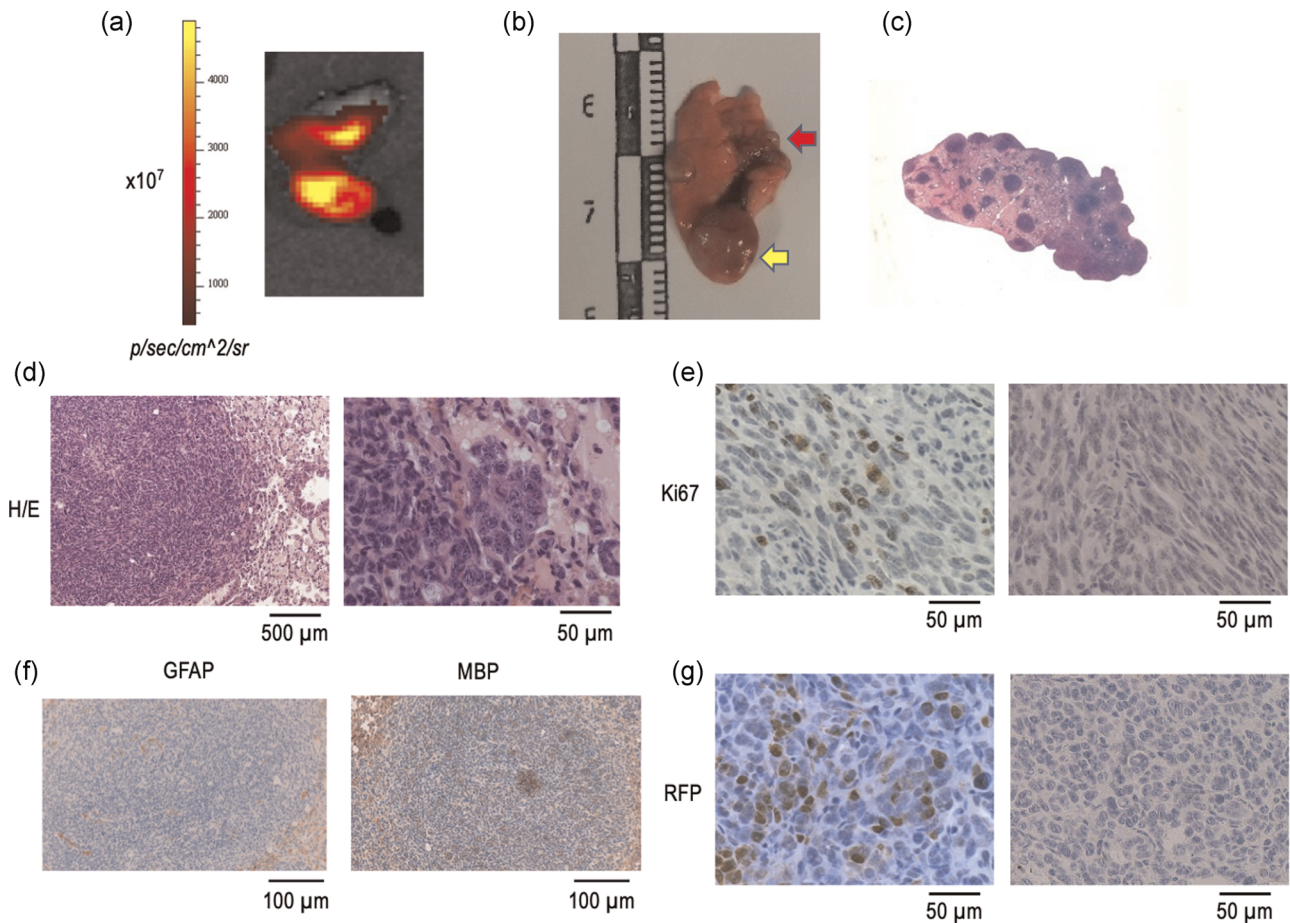 (a)
(b)
(c)
4000
3000
x10^7
2000
1000
p/sec/cm^2/sr
6
7
(d)
(e)
H/E
Ki67
500 µm
50 µm
50 µm
50 µm
(f)
GFAP
MBP
(g)
RFP
100 µm
100 µm
50 µm
50 µm